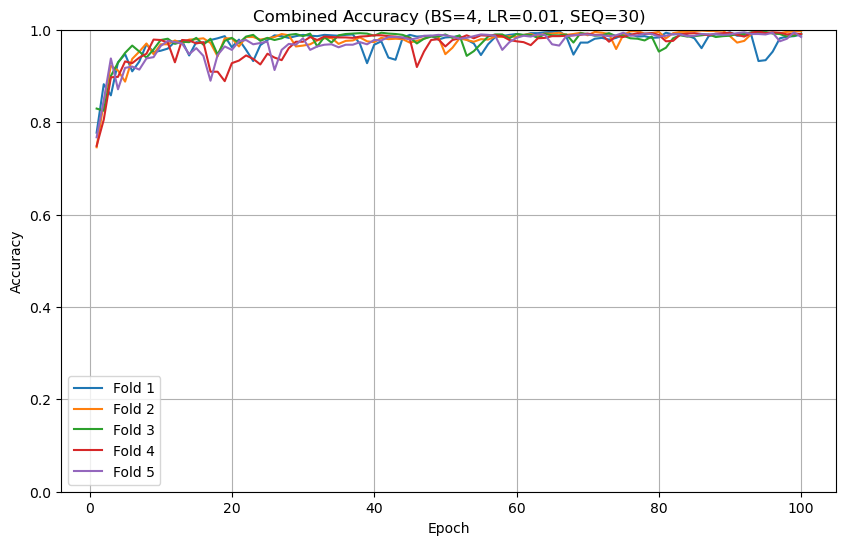 Combined Accuracy (BS=4, LR=0.01, SEQ=30)
1.0
0.8
0.6
0.4
0.2
0.0
Accuracy
Fold 1
Fold 2
Fold 3
Fold 4
Fold 5
0 20 40 60 80 100
Epoch